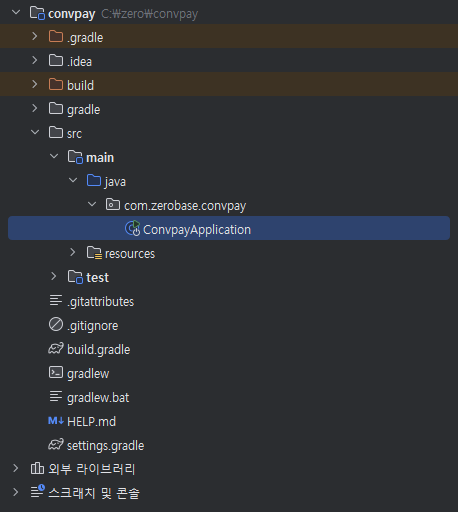 convpay C:￦zero￦convpay
.gradle
.idea
build
gradle
src
main
java
com.zerobase.convpay
ConvpayApplication
resources
test
.gitattributes
.gitignore
build.gradle
gradlew
gradlew.bat
M↓ HELP.md
settings.gradle
외부 라이브러리
스크래치 및 콘솔